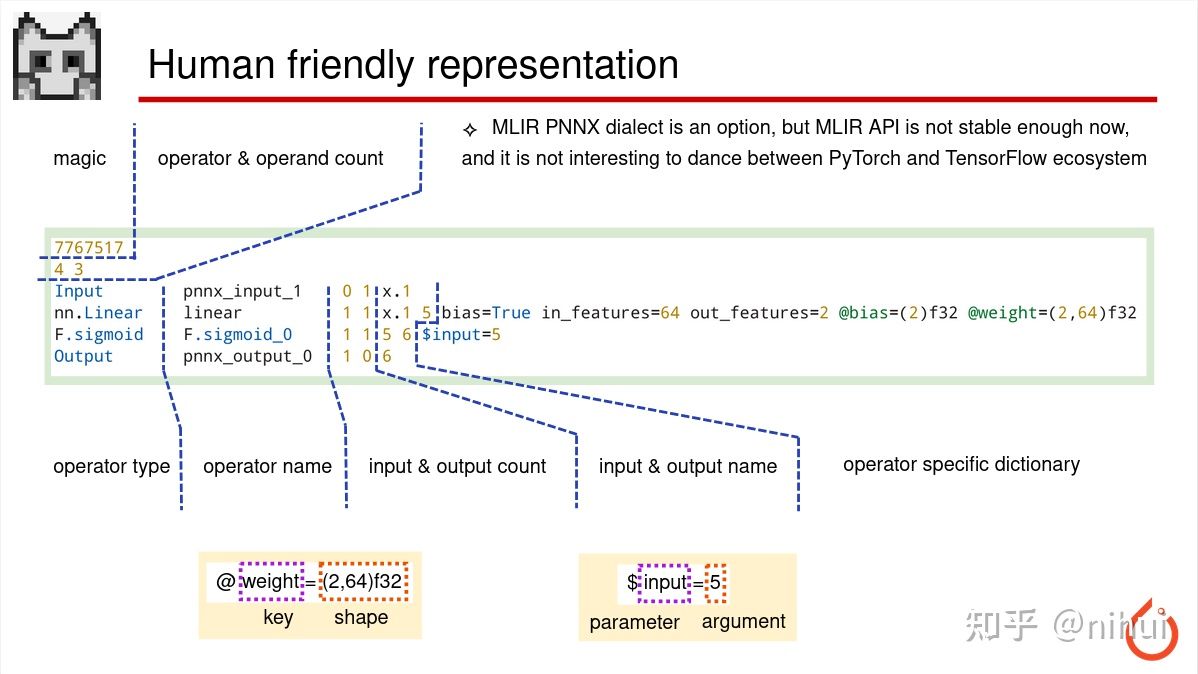 Human friendly representation
✧ MLIR PNNX dialect is an option, but MLIR API is not stable enough now,
and it is not interesting to dance between PyTorch and TensorFlow ecosystem
magic
operator & operand count
7767517
4 3
Input pnnx_input_1 0 1 x.1
nn.Linear linear 1 1 x.1 5 bias=True in_features=64 out_features=2 @bias=(2)f32 @weight=(2,64)f32
F.sigmoid F.sigmoid_0 1 1 5 6 $input=5
Output pnnx_output_0 1 0 6
operator type
operator name
input & output count
input & output name
operator specific dictionary
@weight=(2,64)f32
key shape
$input=5
parameter argument
知乎 @nihui